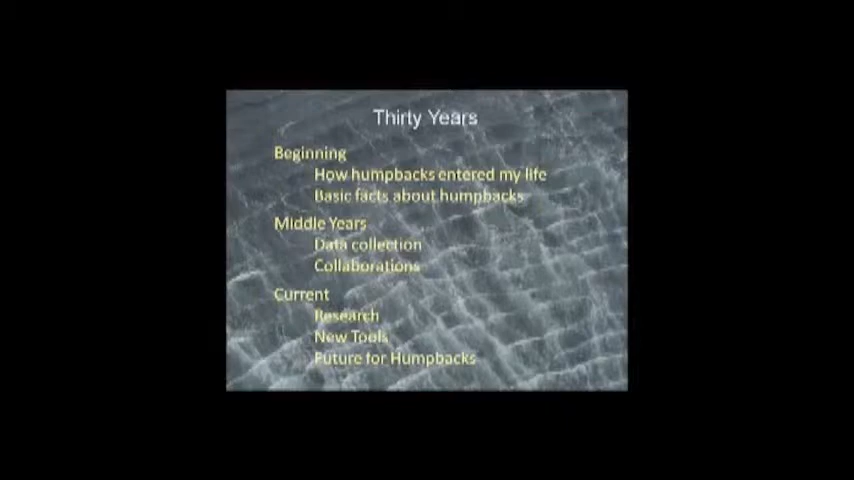 Thirty Years
Beginning
How humpbacks entered my life
Basic facts about humpbacks
Middle Years
Data collection
Collaborations
Current
Research
New Tools
Future for Humpbacks